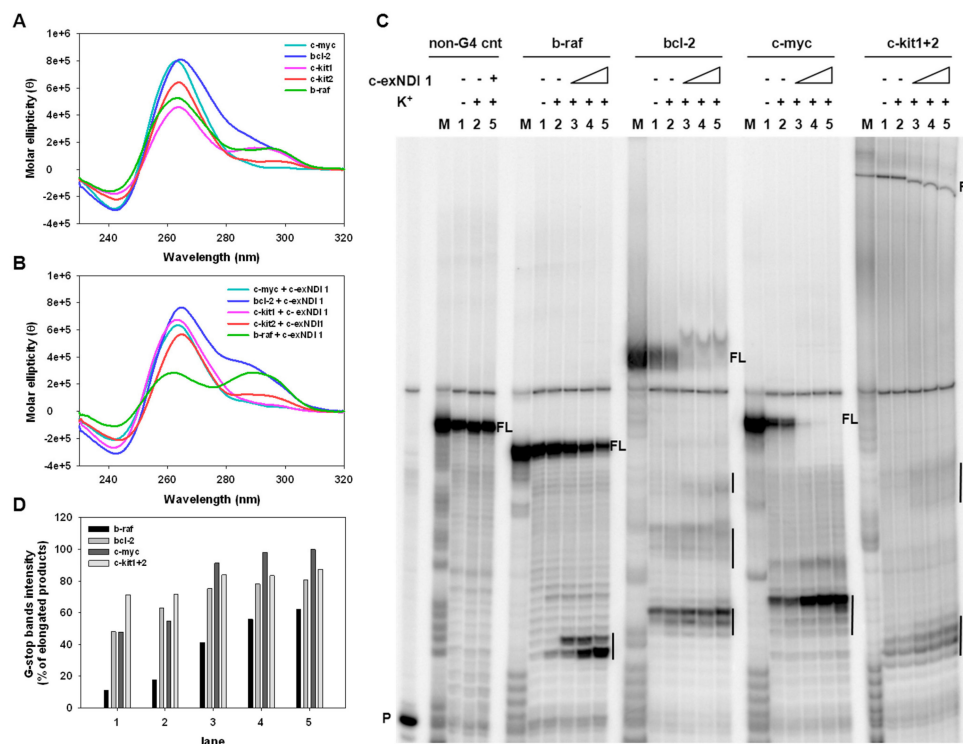 A
Molar ellipticity (θ)
1e+6
8e+5
6e+5
4e+5
2e+5
0
-2e+5
-4e+5
c-myc
bcl-2
c-kit1
c-kit2
b-raf
240 260 280 300 320
Wavelength (nm)
B
Molar ellipticity (θ)
1e+6
8e+5
6e+5
4e+5
2e+5
0
-2e+5
-4e+5
c-myc + c-exNDI 1
bcl-2 + c-exNDI 1
c-kit1 + c- exNDI 1
c-kit2 + c-exNDI1
b-raf + c-exNDI 1
240 260 280 300 320
Wavelength (nm)
D
G-stop bands intensity
(% of elongated products)
120
100
80
60
40
20
0
b-raf
bcl-2
c-myc
c-kit1+2
1 2 3 4 5
lane
C
non-G4 cnt b-raf bcl-2 c-myc c-kit1+2
c-exNDI 1 - - + - - - - - - - -
K+ - + + - + + + + - + + + + - + + + + - + + + +
M 1 2 5 M 1 2 3 4 5 M 1 2 3 4 5 M 1 2 3 4 5 M 1 2 3 4 5
FL
FL
FL
FL
P